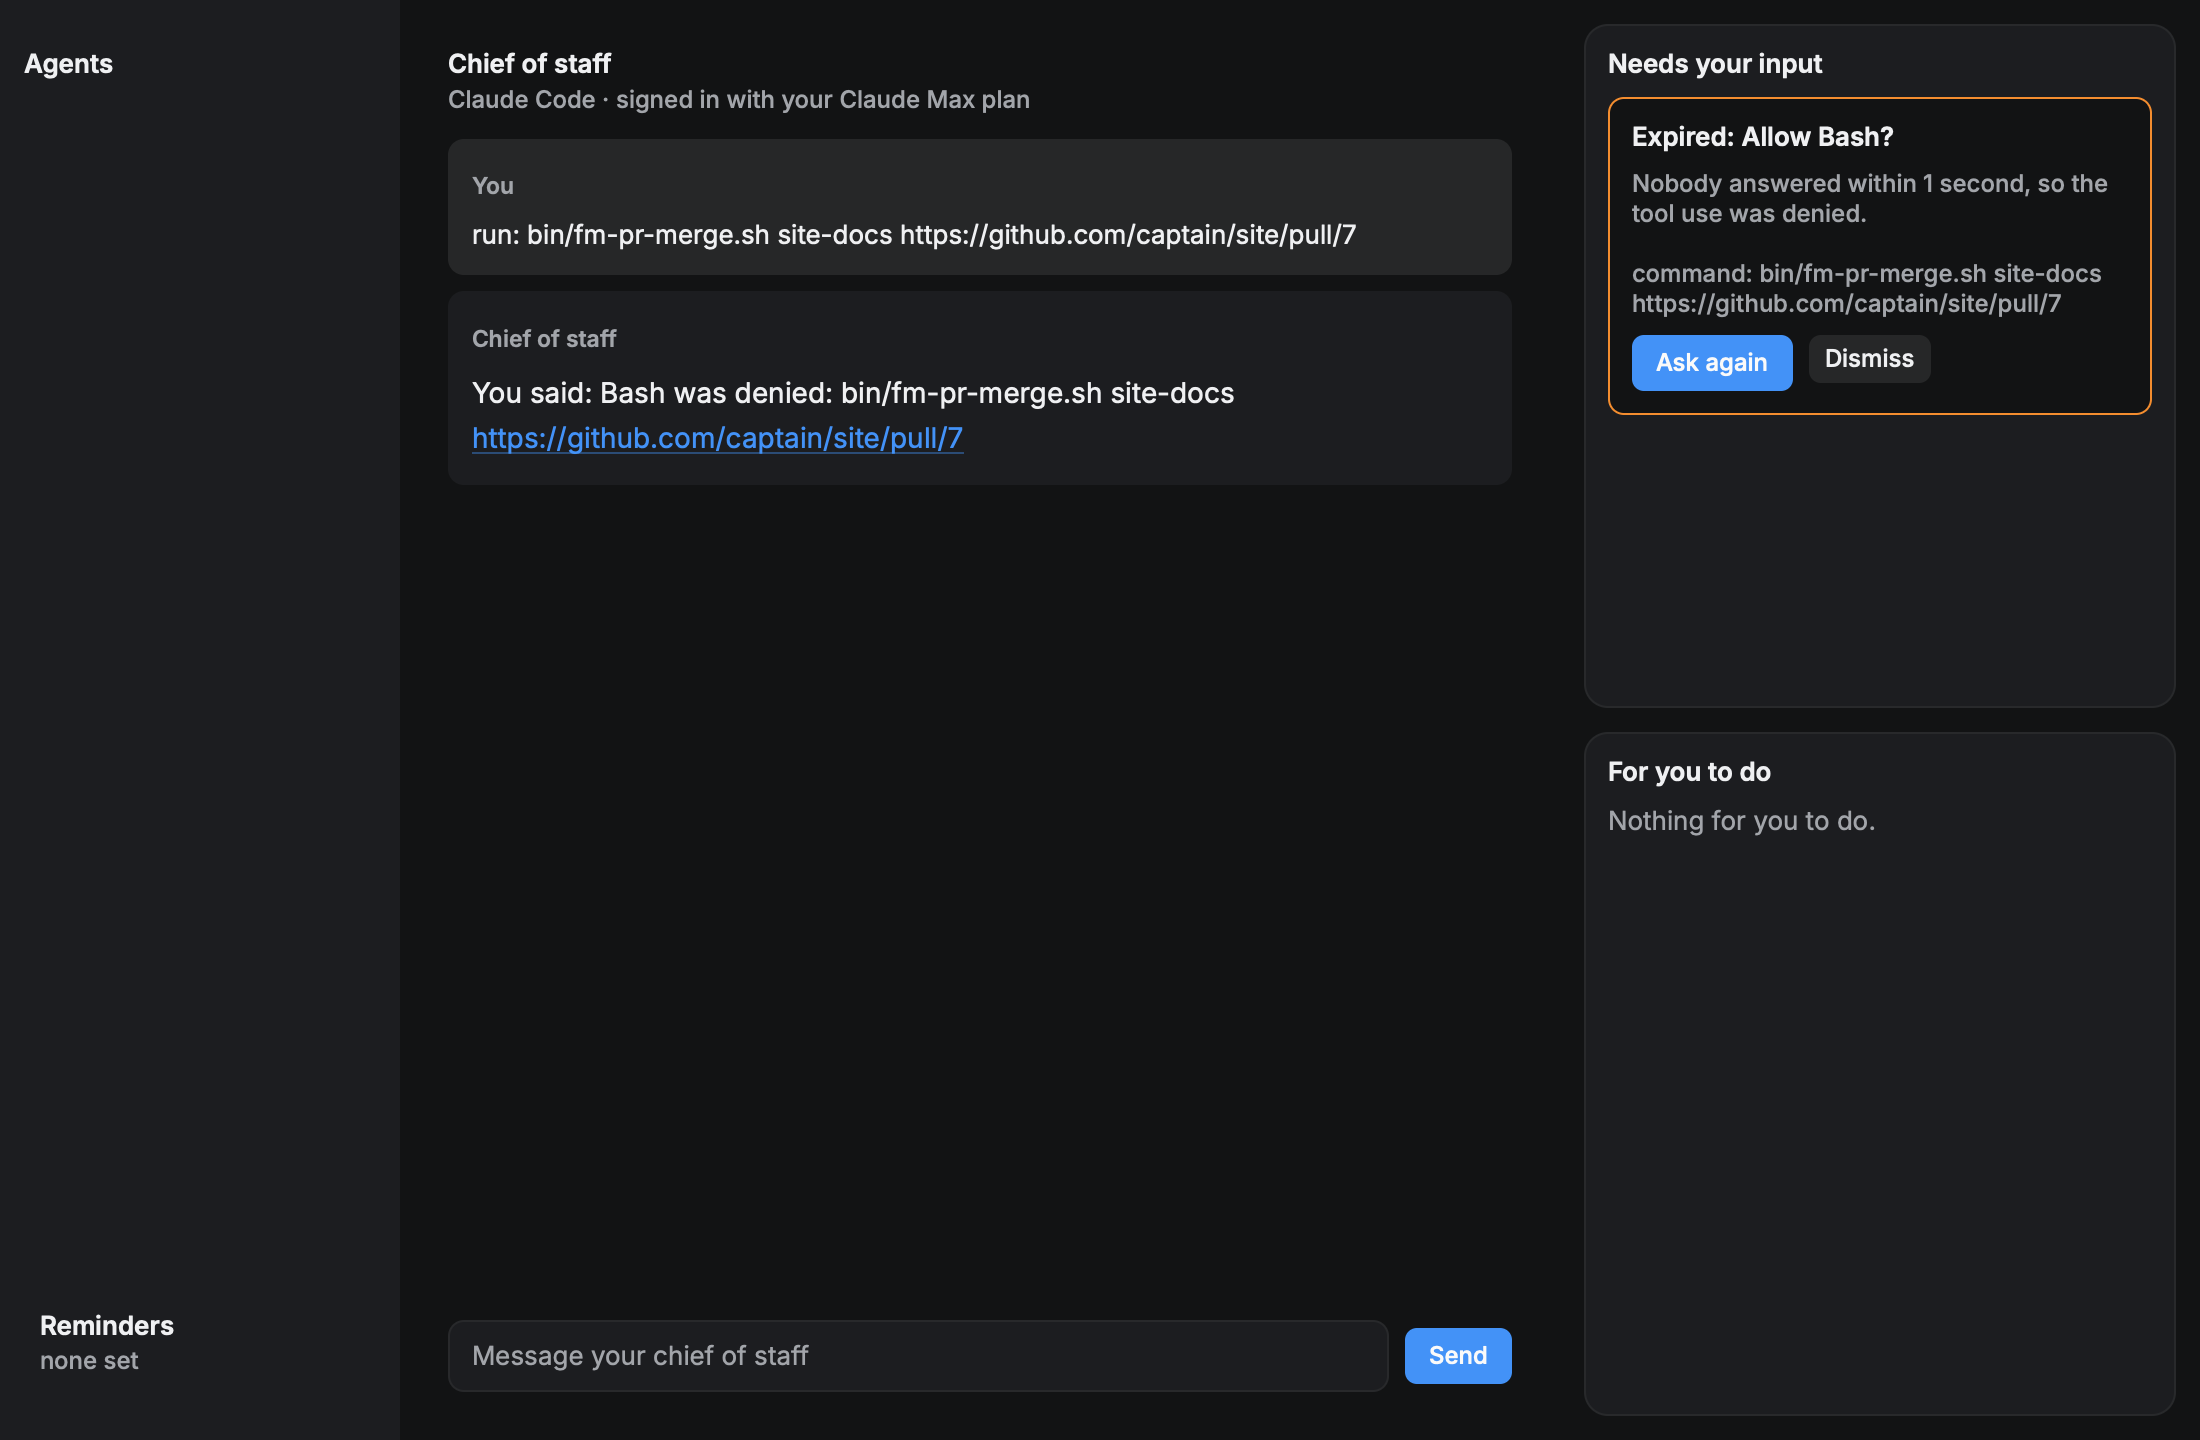 Agents
Reminders
none set
Chief of staff
Claude Code · signed in with your Claude Max plan
You
run: bin/fm-pr-merge.sh site-docs https://github.com/captain/site/pull/7
Chief of staff
You said: Bash was denied: bin/fm-pr-merge.sh site-docs
https://github.com/captain/site/pull/7
Message your chief of staff
Send
Needs your input
Expired: Allow Bash?
Nobody answered within 1 second, so the
tool use was denied.
command: bin/fm-pr-merge.sh site-docs
https://github.com/captain/site/pull/7
Ask again
Dismiss
For you to do
Nothing for you to do.